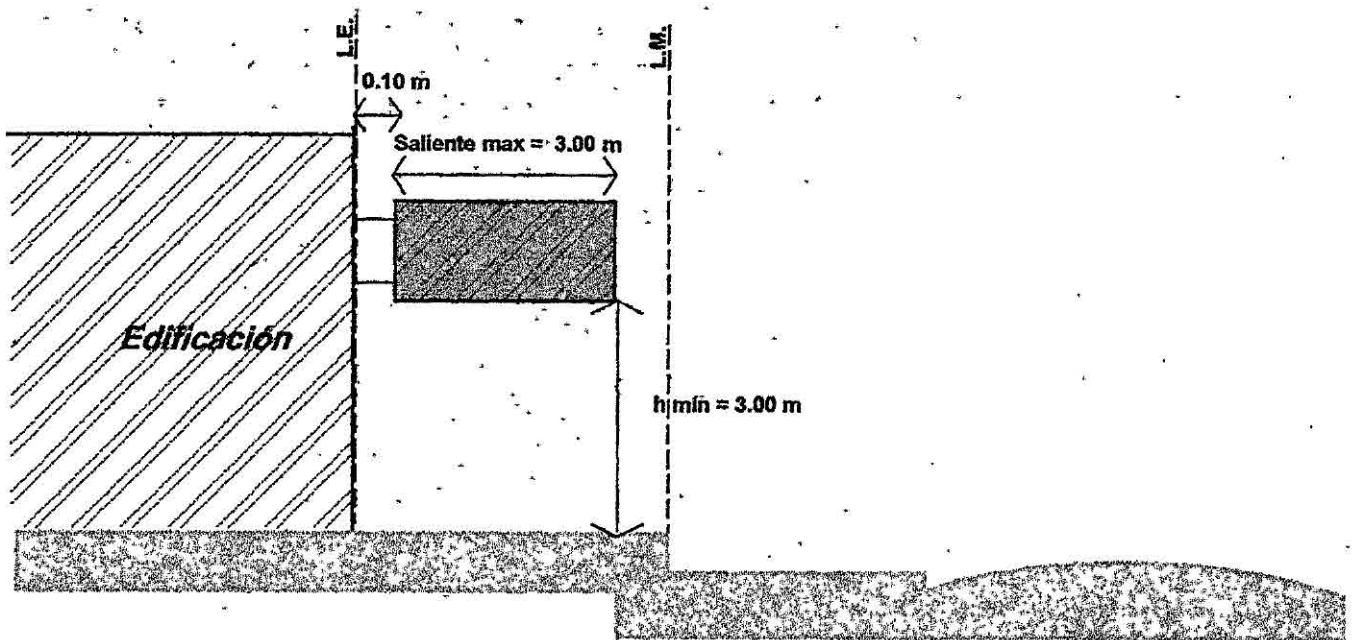 L.E.
L.M.
0.10 m
Saliente max = 3.00 m
Edificación
h mín = 3.00 m